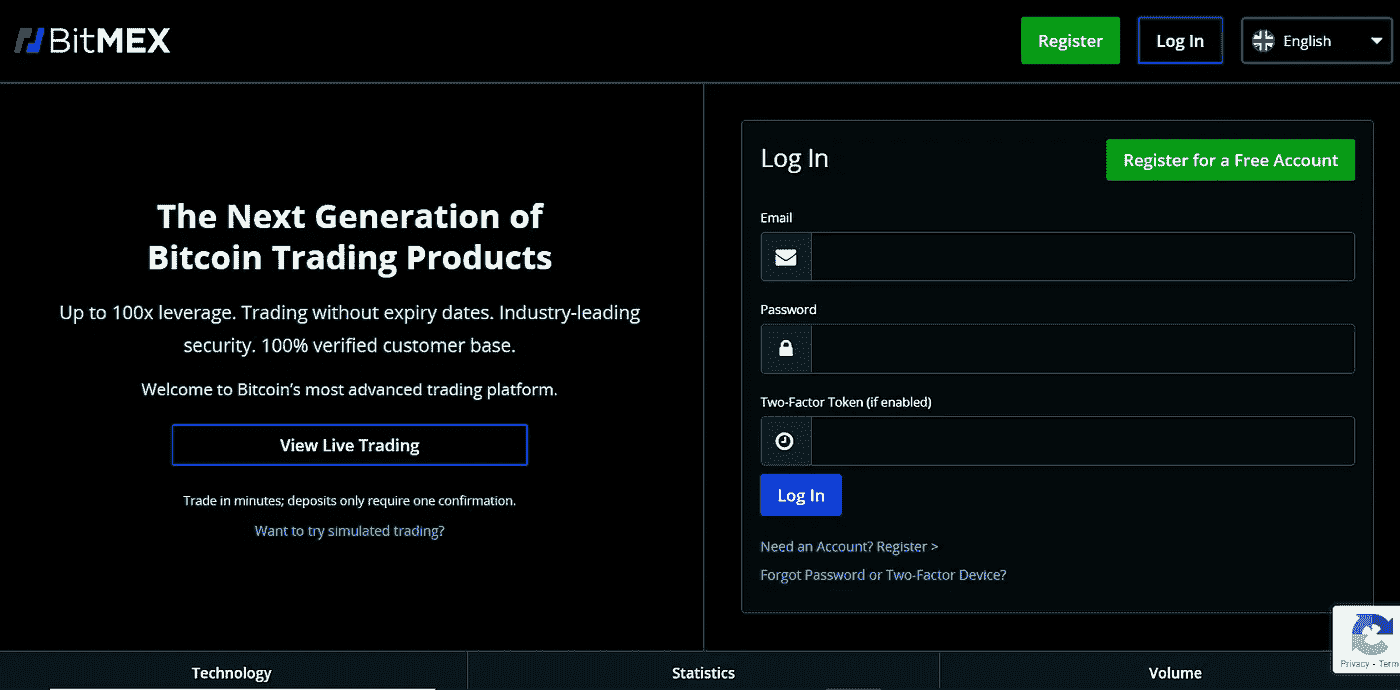 BitMEX
Register
Log In
English
The Next Generation of
Bitcoin Trading Products
Up to 100x leverage. Trading without expiry dates. Industry-leading
security. 100% verified customer base.
Welcome to Bitcoin's most advanced trading platform.
View Live Trading
Trade in minutes; deposits only require one confirmation.
Want to try simulated trading?
Log In
Register for a Free Account
Email
Password
Two-Factor Token (if enabled)
Log In
Need an Account? Register >
Forgot Password or Two-Factor Device?
Privacy - Term
Technology
Statistics
Volume